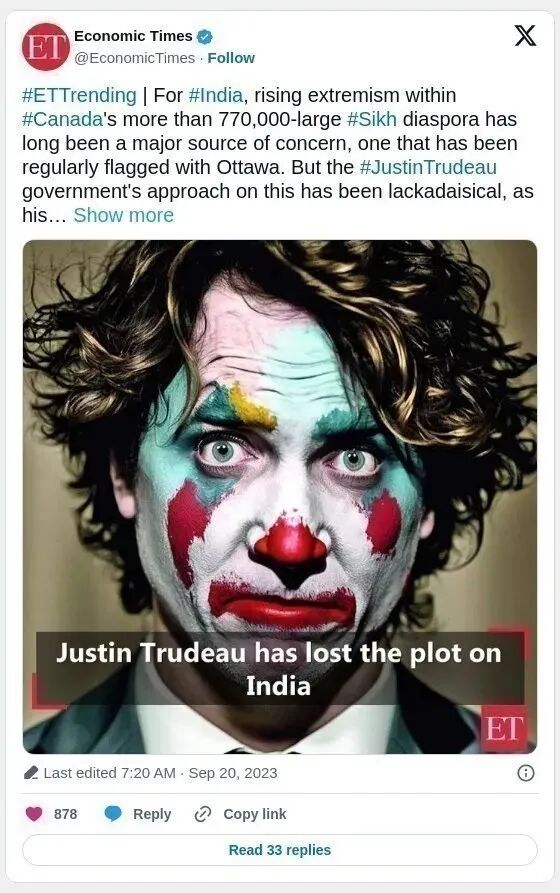 ET
Economic Times
@EconomicTimes · Follow
#ETTrending | For #India, rising extremism within
#Canada's more than 770,000-large #Sikh diaspora has
long been a major source of concern, one that has been
regularly flagged with Ottawa. But the #JustinTrudeau
government's approach on this has been lackadaisical, as
his… Show more
Justin Trudeau has lost the plot on
India
ET
Last edited 7:20 AM · Sep 20, 2023
878 Reply Copy link
Read 33 replies